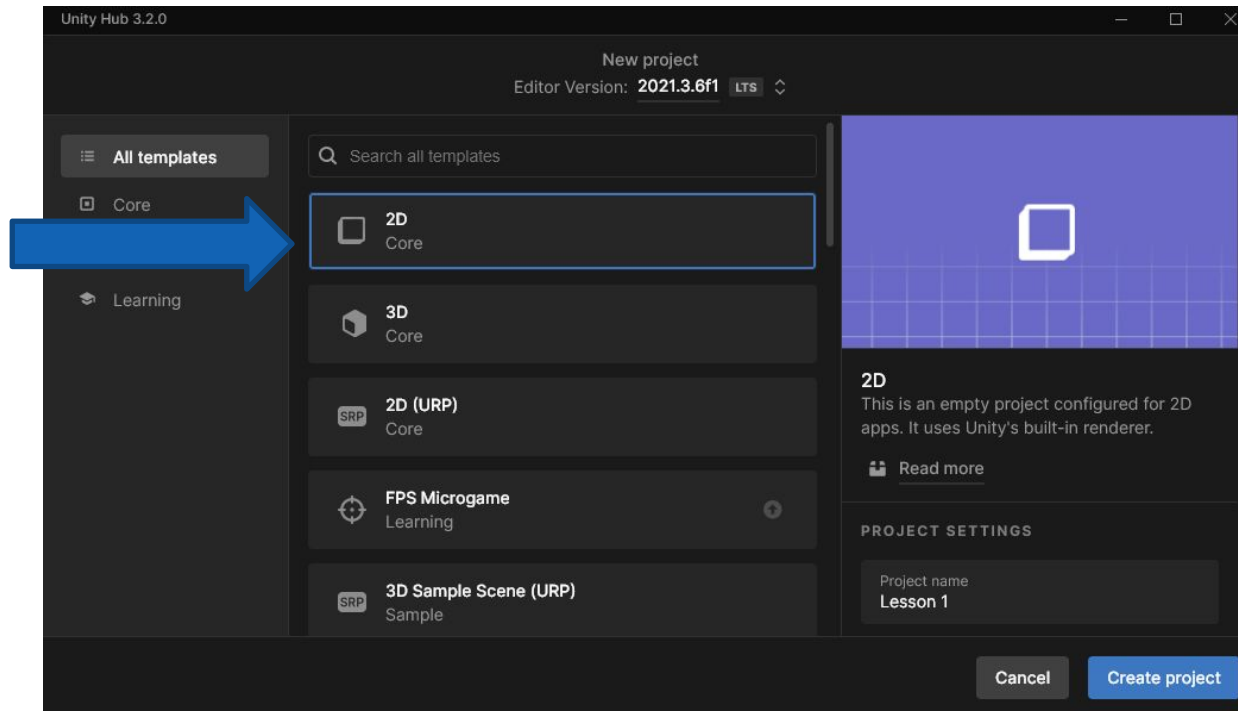 Unity Hub 3.2.0
New project
Editor Version: 2021.3.6f1 LTS
All templates
Core
Learning
Search all templates
2D
Core
3D
Core
SRP
2D (URP)
Core
FPS Microgame
Learning
SRP
3D Sample Scene (URP)
Sample
2D
This is an empty project configured for 2D
apps. It uses Unity's built-in renderer.
Read more
PROJECT SETTINGS
Project name
Lesson 1
Cancel
Create project